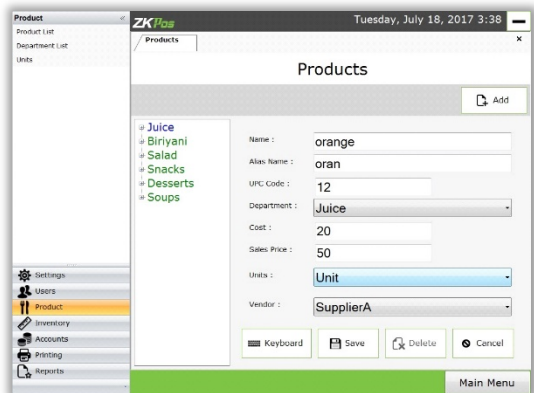 Product
Product List
Department List
Units
Settings
Users
Product
Inventory
Accounts
Printing
Reports
ZKPos
Tuesday, July 18, 2017 3:38
Products
Products
Add
Juice
Biriyani
Salad
Snacks
Desserts
Soups
Name : orange
Alias Name : oran
UPC Code : 12
Department : Juice
Cost : 20
Sales Price : 50
Units : Unit
Vendor : SupplierA
Keyboard Save Delete Cancel
Main Menu